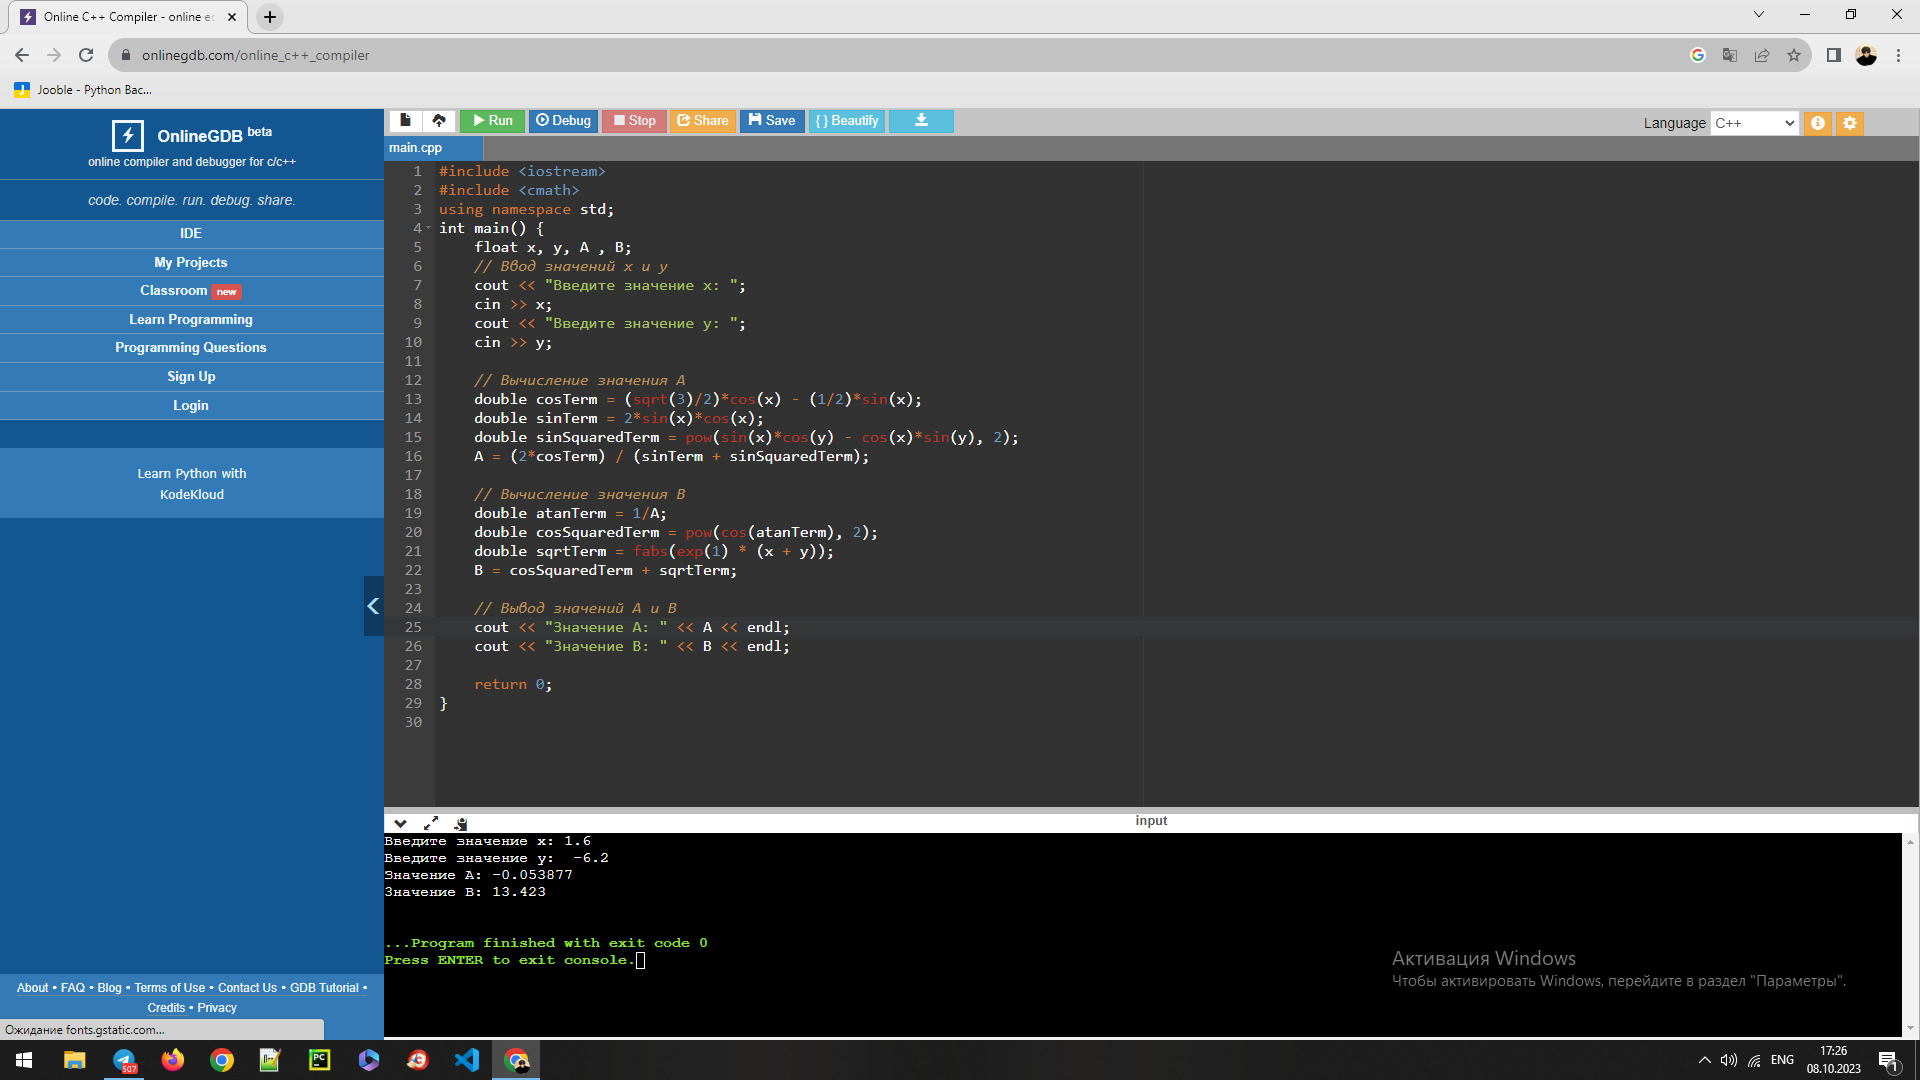 Online C++ Compiler - online ec
onlinegdb.com/online_c++_compiler
Jooble - Python Bac...
OnlineGDB beta
online compiler and debugger for c/c++
code. compile. run. debug. share.
IDE
My Projects
Classroom new
Learn Programming
Programming Questions
Sign Up
Login
Learn Python with
KodeKloud
About • FAQ • Blog • Terms of Use • Contact Us • GDB Tutorial •
Credits • Privacy
Ожидание fonts.gstatic.com...
Run Debug Stop Share Save { } Beautify
Language C++
main.cpp
1 #include <iostream>
2 #include <cmath>
3 using namespace std;
4 int main() {
5 float x, y, A , B;
6 // Ввод значений x и y
7 cout << "Введите значение x: ";
8 cin >> x;
9 cout << "Введите значение y: ";
10 cin >> y;
11
12 // Вычисление значения A
13 double cosTerm = (sqrt(3)/2)*cos(x) - (1/2)*sin(x);
14 double sinTerm = 2*sin(x)*cos(x);
15 double sinSquaredTerm = pow(sin(x)*cos(y) - cos(x)*sin(y), 2);
16 A = (2*cosTerm) / (sinTerm + sinSquaredTerm);
17
18 // Вычисление значения B
19 double atanTerm = 1/A;
20 double cosSquaredTerm = pow(cos(atanTerm), 2);
21 double sqrtTerm = fabs(exp(1) * (x + y));
22 B = cosSquaredTerm + sqrtTerm;
23
24 // Вывод значений A и B
25 cout << "Значение A: " << A << endl;
26 cout << "Значение B: " << B << endl;
27
28 return 0;
29 }
30
input
Введите значение x: 1.6
Введите значение y:  -6.2
Значение A: -0.053877
Значение B: 13.423
...Program finished with exit code 0
Press ENTER to exit console.
Активация Windows
Чтобы активировать Windows, перейдите в раздел "Параметры".
507
PC
ENG
17:26
08.10.2023
1